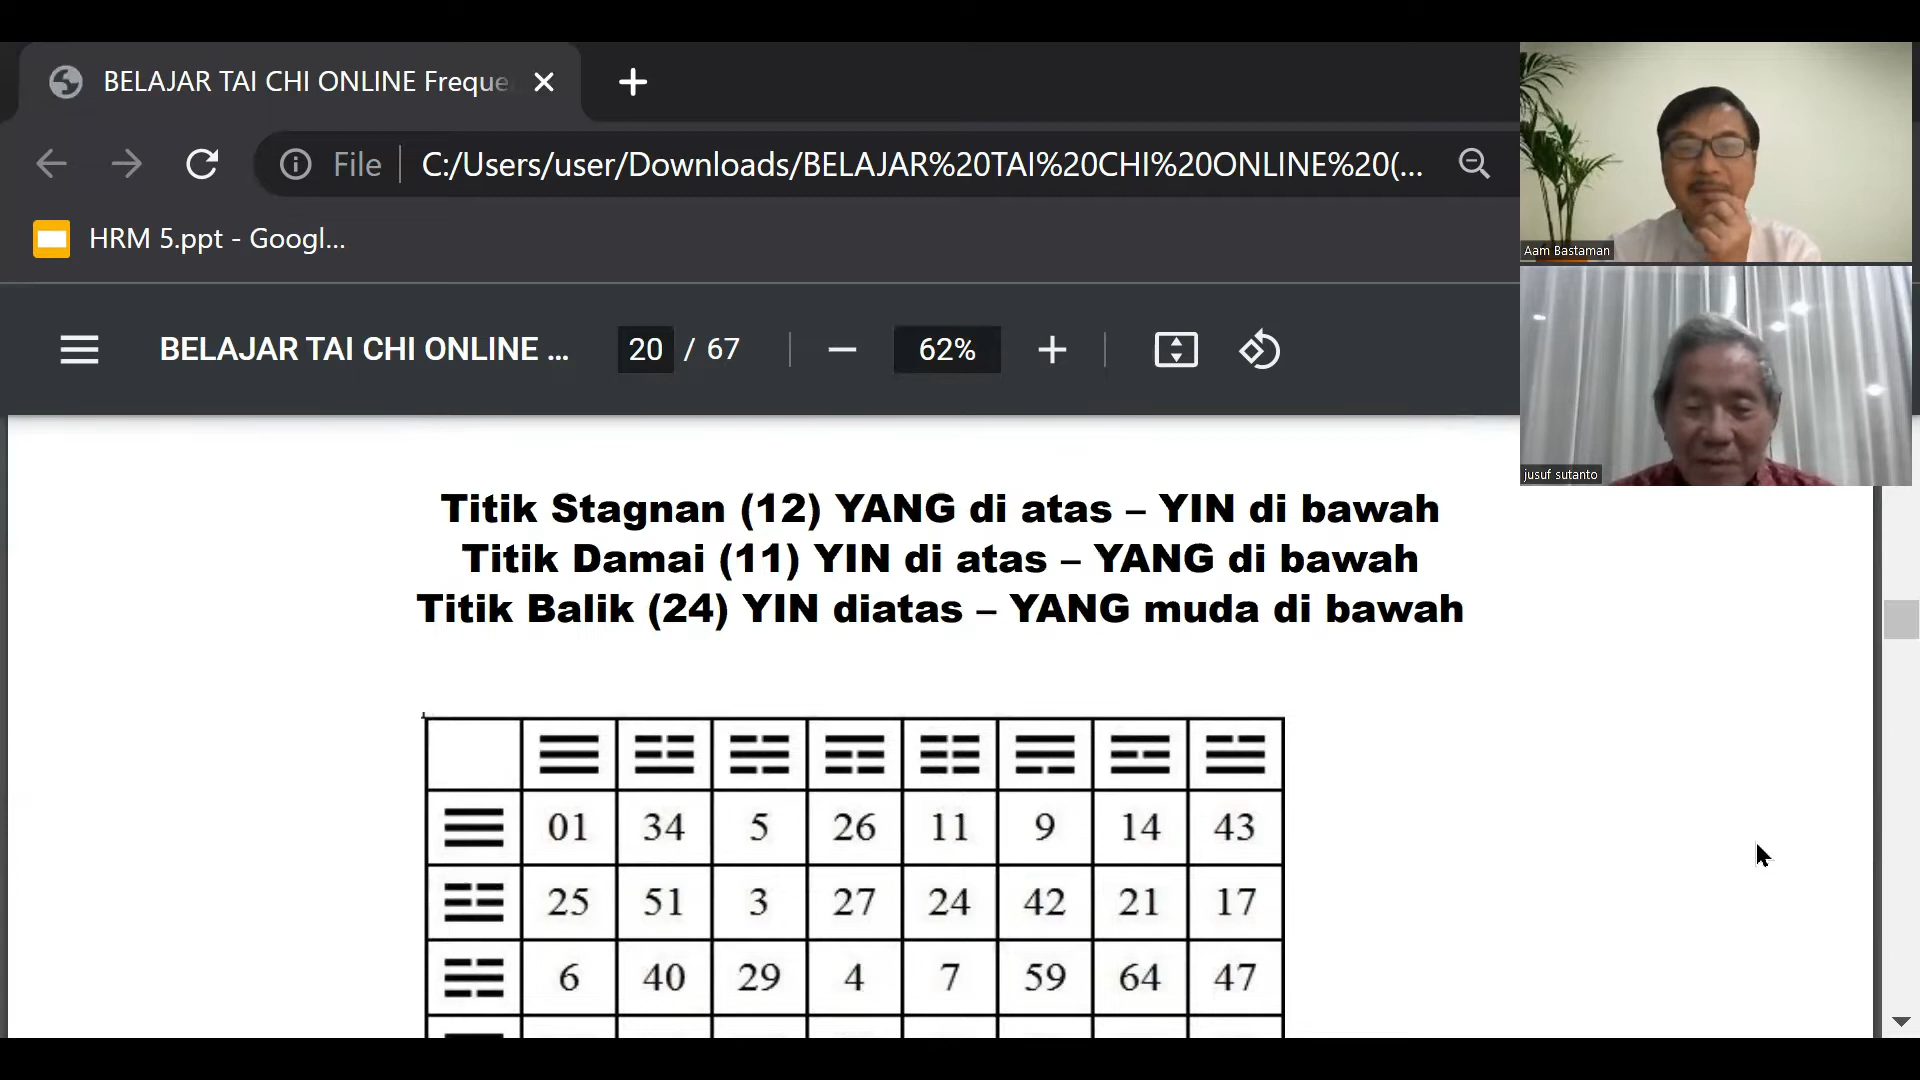 BELAJAR TAI CHI ONLINE Freque
File
C:/Users/user/Downloads/BELAJAR%20TAI%20CHI%20ONLINE%20(...
HRM 5.ppt - Googl...
BELAJAR TAI CHI ONLINE ...
20 / 67
62%
Aam Bastaman
jusuf sutanto
Titik Stagnan (12) YANG di atas – YIN di bawah
Titik Damai (11) YIN di atas – YANG di bawah
Titik Balik (24) YIN diatas – YANG muda di bawah
01 34 5 26 11 9 14 43
25 51 3 27 24 42 21 17
6 40 29 4 7 59 64 47